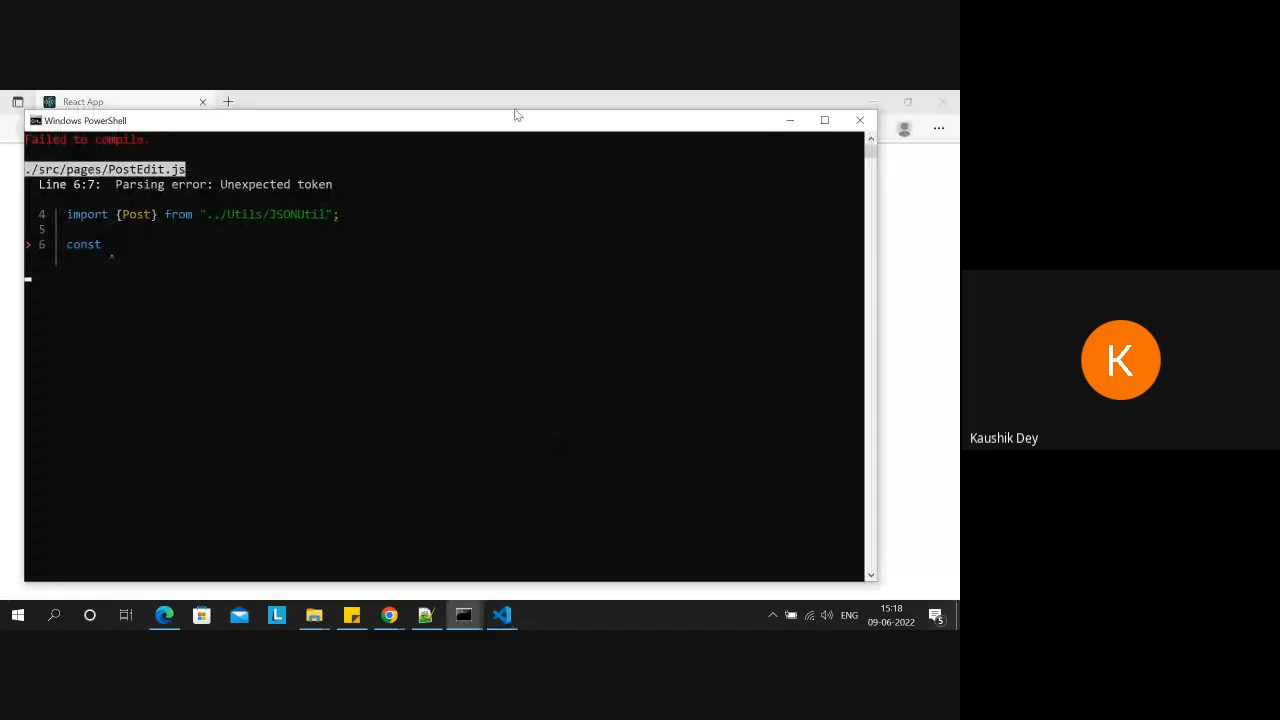 React App
Windows PowerShell
Failed to compile.
./src/pages/PostEdit.js
Line 6:7: Parsing error: Unexpected token
4 | import {Post} from "../Utils/JSONUtil";
5 |
> 6 | const
| ^
K
Kaushik Dey
L
ENG
15:18
09-06-2022
5